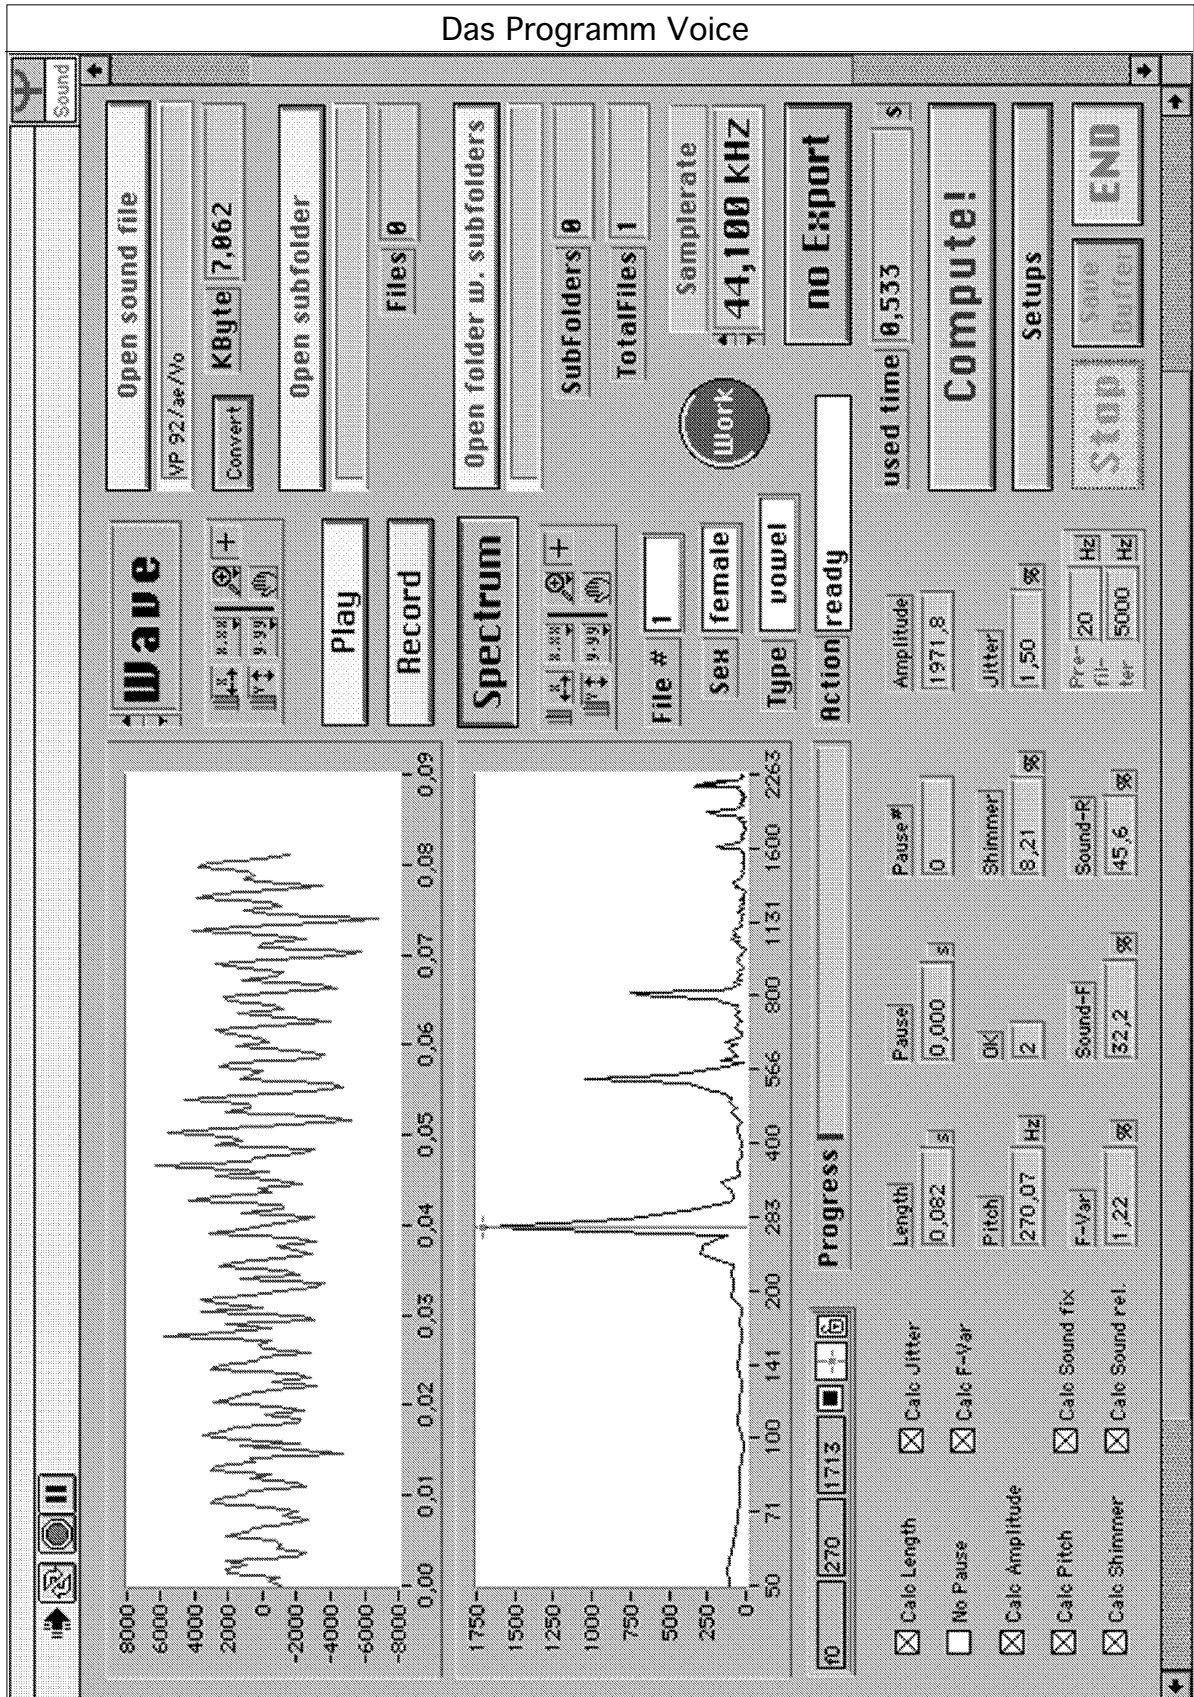 Das Programm Voice
Sound
8000
6000
4000
2000
0
-2000
-4000
-6000
-8000
0,00 0,01 0,02 0,03 0,04 0,05 0,06 0,07 0,08 0,09
Wave
X x.xx
Y y.yy
Play
Record
Open sound file
VP 92/ae/Vo
Convert KByte 7,062
Open subfolder
Files 0
1750
1500
1250
1000
750
500
250
0
50 71 100 141 200 283 400 566 800 1131 1600 2263
Spectrum
X x.xx
Y y.yy
File # 1
Sex female
Type vowel
Open folder w. subfolders
SubFolders 0
TotalFiles 1
Work
Samplerate
44,100 KHZ
no Export
f0 270 1713
Progress
Action ready
used time 0,533 s
Compute!
Setups
Stop
Save Buffer
END
Calc Length
Calc Jitter
No Pause
Calc F-Var
Calc Amplitude
Calc Pitch
Calc Sound fix
Calc Shimmer
Calc Sound rel.
Length
0,082 s
Pause
0,000 s
Pause#
0
Amplitude
1971,8
Pitch
270,07 Hz
OK
2
Shimmer
8,21 %
Jitter
1,50 %
F-Var
1,22 %
Sound-F
32,2 %
Sound-R
45,6 %
Pre-
fil-
ter
20 Hz
5000 Hz